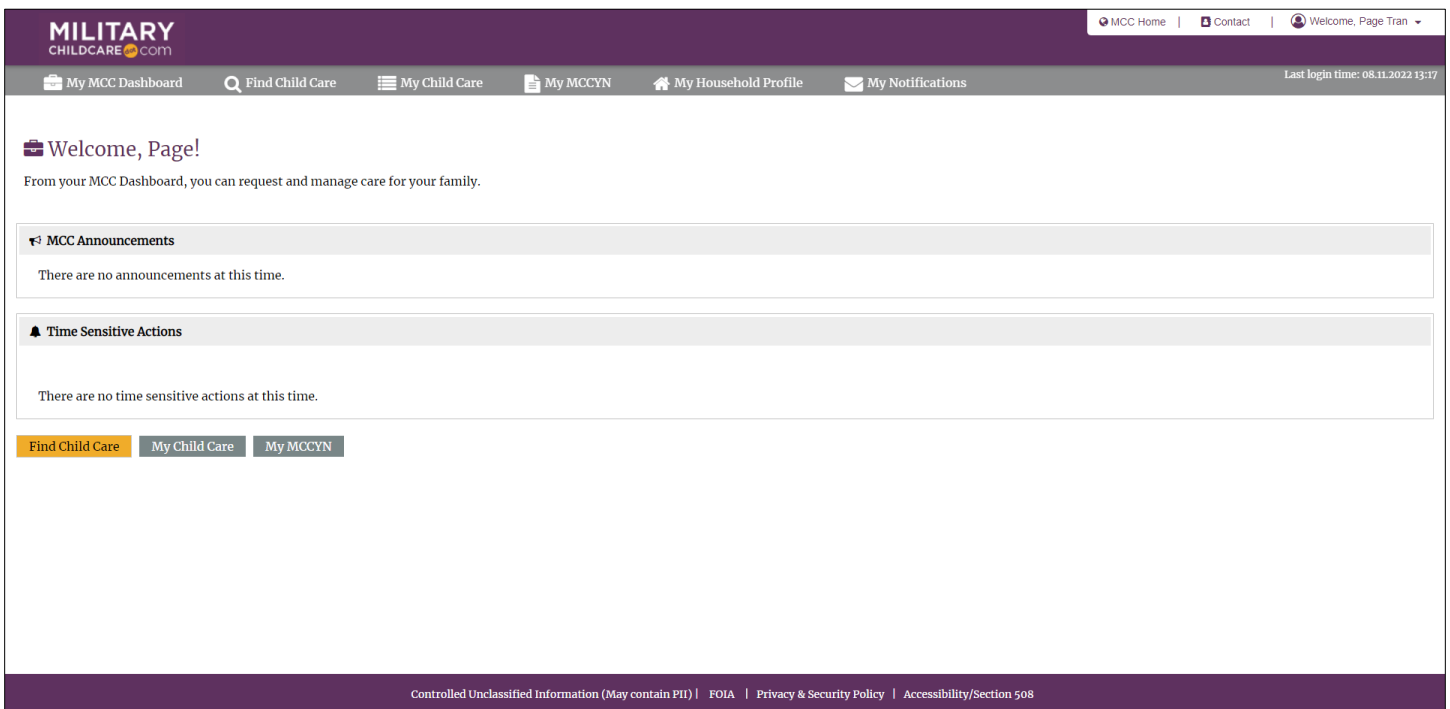 MILITARY
CHILDCARE dot com
MCC Home | Contact | Welcome, Page Tran
My MCC Dashboard Find Child Care My Child Care My MCCYN My Household Profile My Notifications Last login time: 08.11.2022 13:17
Welcome, Page!
From your MCC Dashboard, you can request and manage care for your family.
MCC Announcements
There are no announcements at this time.
Time Sensitive Actions
There are no time sensitive actions at this time.
Find Child Care My Child Care My MCCYN
Controlled Unclassified Information (May contain PII) | FOIA | Privacy & Security Policy | Accessibility/Section 508